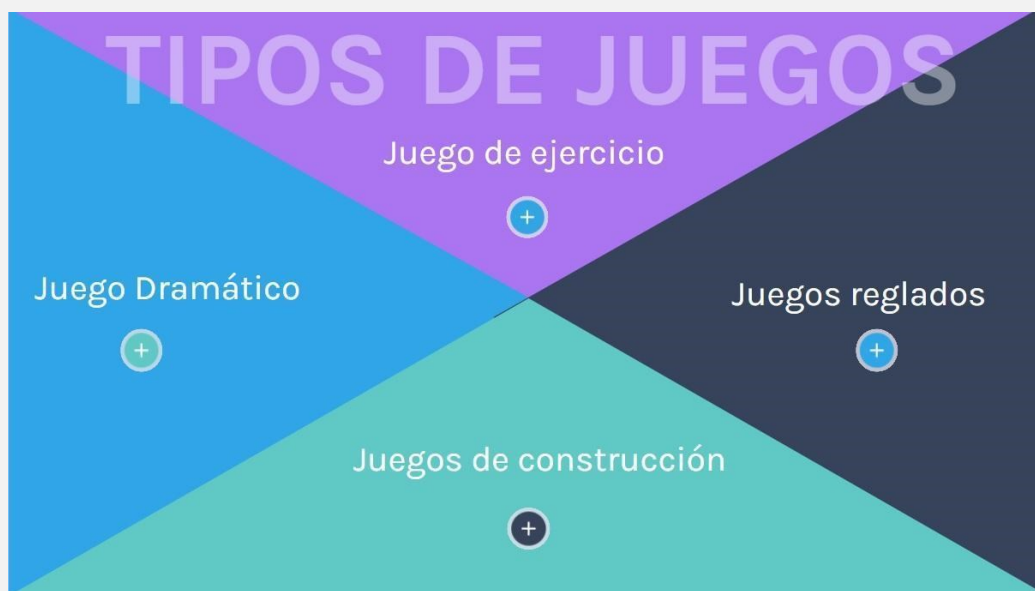 TIPOS DE JUEGOS
Juego de ejercicio
+
Juego Dramático
+
Juegos reglados
+
Juegos de construcción
+